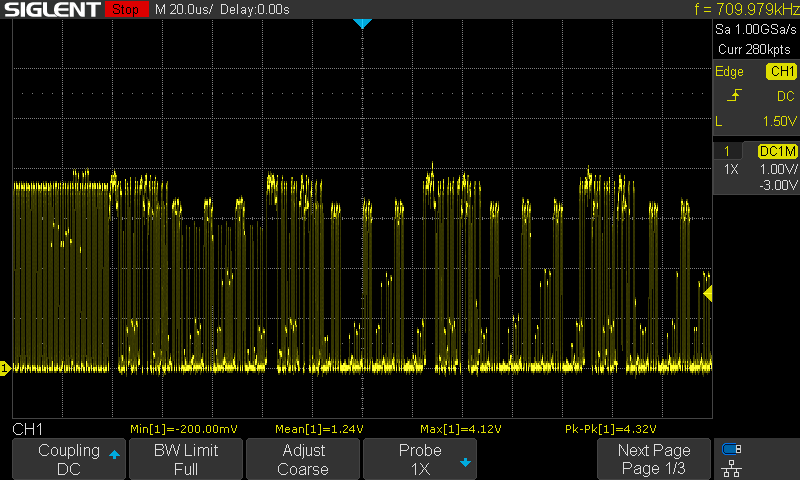 SIGLENT Stop M 20.0us/ Delay:0.00s f = 709.979kHz
Sa 1.00GSa/s
Curr 280kpts
Edge CH1
DC
L 1.50V
1 DC1M
1X 1.00V/
-3.00V
1
CH1 Min[1]=-200.00mV Mean[1]=1.24V Max[1]=4.12V Pk-Pk[1]=4.32V
Coupling BW Limit Adjust Probe Next Page
DC Full Coarse 1X Page 1/3